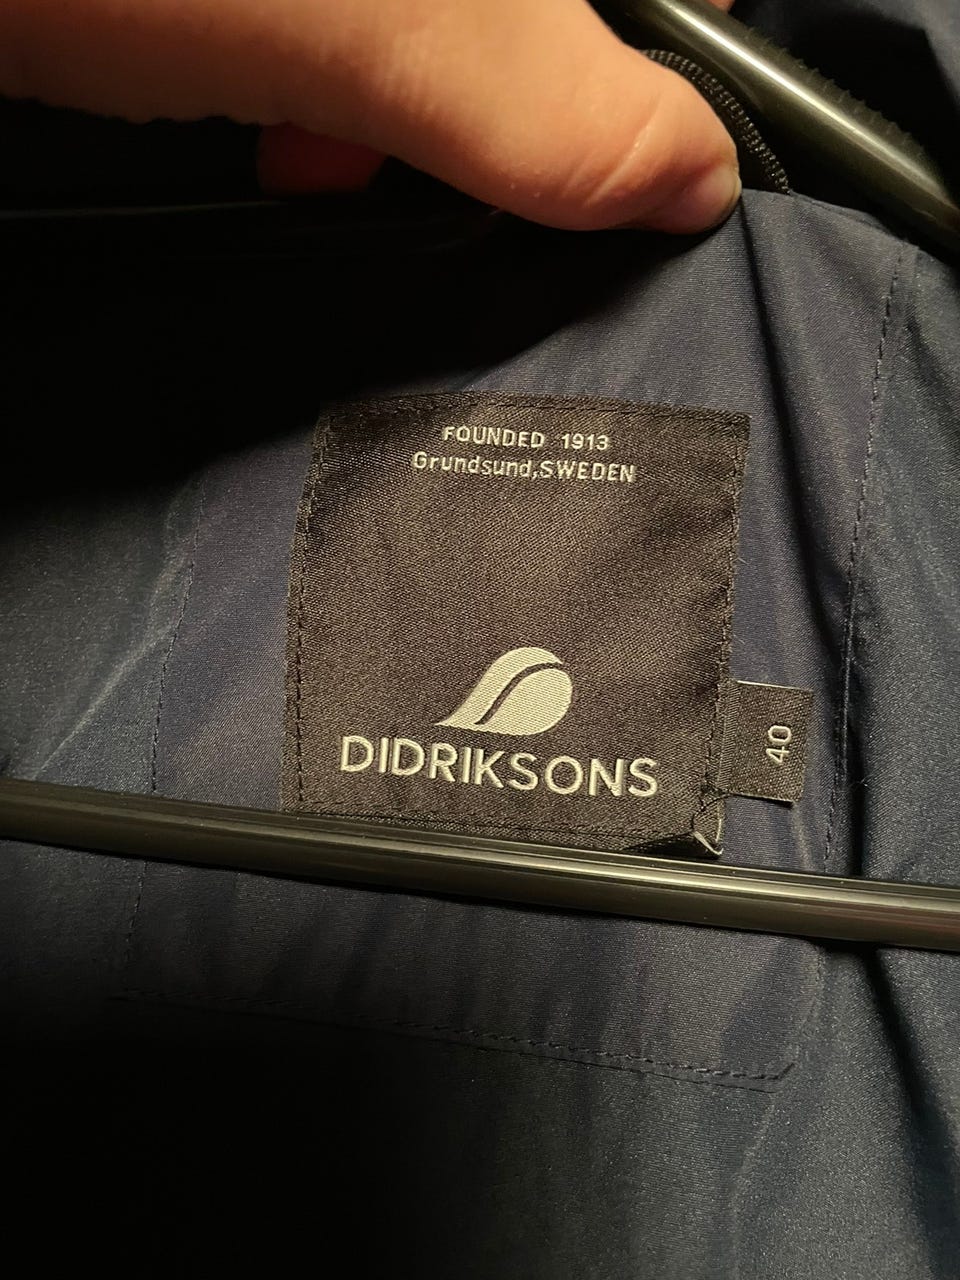 FOUNDED 1913
Grundsund,SWEDEN
DIDRIKSONS
40